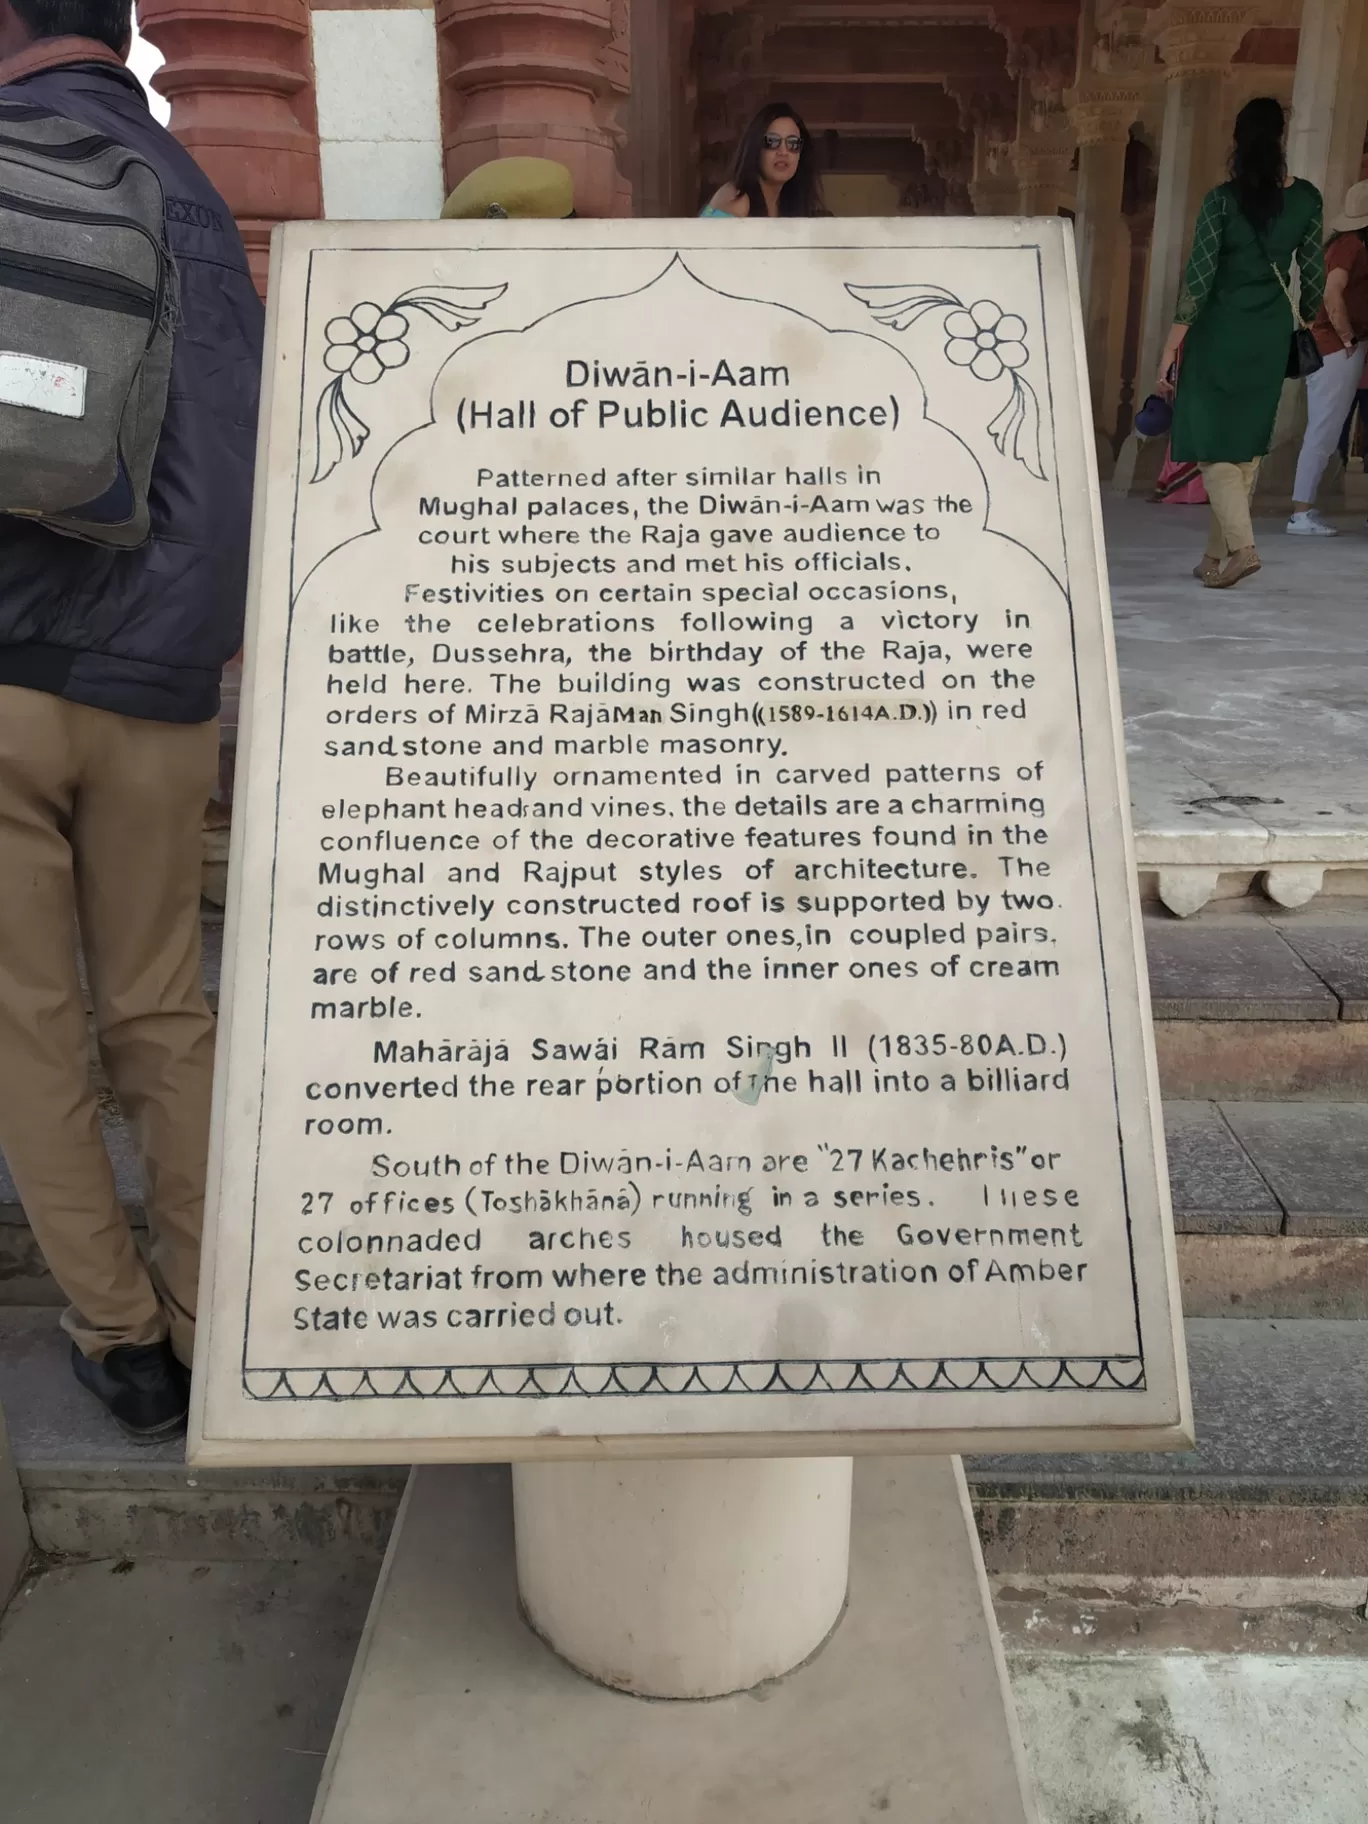 EXON
Diwān-i-Aam
(Hall of Public Audience)
Patterned after similar halls in
Mughal palaces, the Diwān-i-Aam was the
court where the Raja gave audience to
his subjects and met his officials.
Festivities on certain special occasions,
like the celebrations following a victory in
battle, Dussehra, the birthday of the Raja, were
held here. The building was constructed on the
orders of Mirzā RajāMan Singh((1589-1614A.D.)) in red
sandstone and marble masonry.
Beautifully ornamented in carved patterns of
elephant heads and vines. the details are a charming
confluence of the decorative features found in the
Mughal and Rajput styles of architecture. The
distinctively constructed roof is supported by two.
rows of columns. The outer ones,in coupled pairs.
are of red sandstone and the inner ones of cream
marble.
Mahārājā Sawái Rām Singh II (1835-80A.D.)
converted the rear portion of the hall into a billiard
room.
South of the Diwān-i-Aam are "27 Kachehris" or
27 offices (Toshākhānā) running in a series. These
colonnaded arches housed the Government
Secretariat from where the administration of Amber
State was carried out.